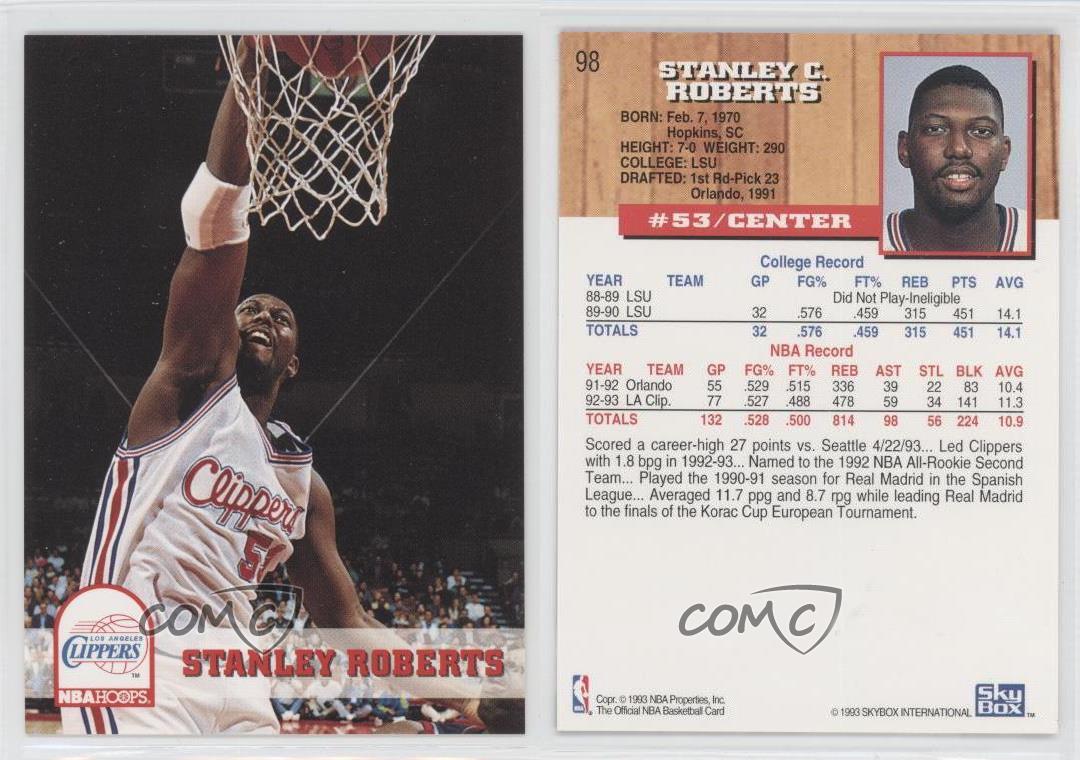 Clippers
53
LOS ANGELES
CLIPPERS
TM
NBA HOOPS
STANLEY ROBERTS
COMC
98
STANLEY C.
ROBERTS
BORN: Feb. 7, 1970
Hopkins, SC
HEIGHT: 7-0 WEIGHT: 290
COLLEGE: LSU
DRAFTED: 1st Rd-Pick 23
Orlando, 1991
#53/CENTER
College Record
YEAR TEAM GP FG% FT% REB PTS AVG
88-89 LSU Did Not Play-Ineligible
89-90 LSU 32 .576 .459 315 451 14.1
TOTALS 32 .576 .459 315 451 14.1
NBA Record
YEAR TEAM GP FG% FT% REB AST STL BLK AVG
91-92 Orlando 55 .529 .515 336 39 22 83 10.4
92-93 LA Clip. 77 .527 .488 478 59 34 141 11.3
TOTALS 132 .528 .500 814 98 56 224 10.9
Scored a career-high 27 points vs. Seattle 4/22/93... Led Clippers
with 1.8 bpg in 1992-93... Named to the 1992 NBA All-Rookie Second
Team... Played the 1990-91 season for Real Madrid in the Spanish
League... Averaged 11.7 ppg and 8.7 rpg while leading Real Madrid
to the finals of the Korac Cup European Tournament.
COMC
NBA
Copr. © 1993 NBA Properties, Inc.
The Official NBA Basketball Card
© 1993 SKYBOX INTERNATIONAL
SkyBox TM